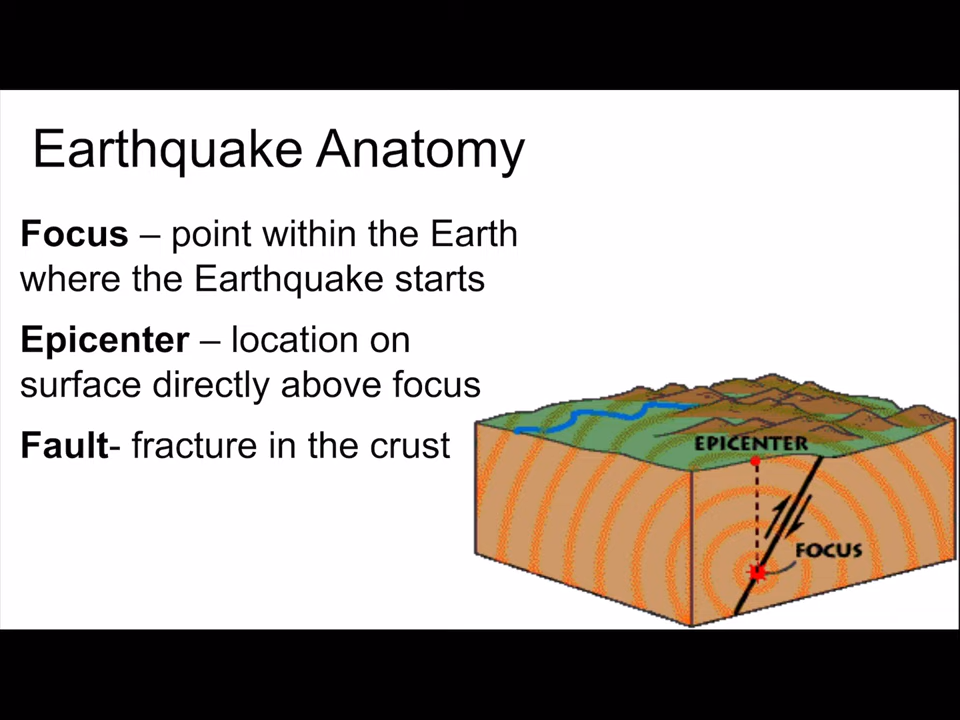 Earthquake Anatomy
Focus – point within the Earth
where the Earthquake starts
Epicenter – location on
surface directly above focus
Fault- fracture in the crust
EPICENTER
FOCUS